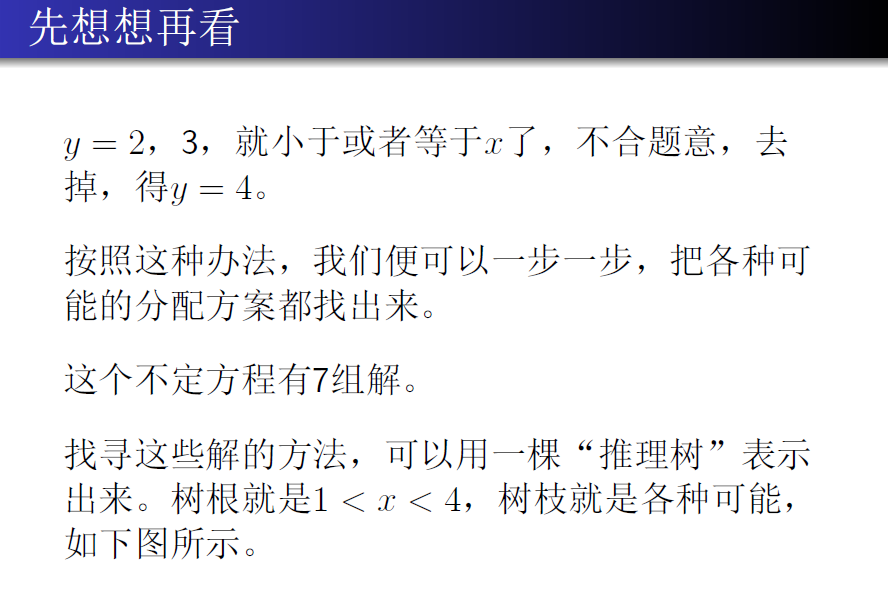 先想想再看
y = 2，3，就小于或者等于x了，不合题意，去
掉，得y = 4。
按照这种办法，我们便可以一步一步，把各种可
能的分配方案都找出来。
这个不定方程有7组解。
找寻这些解的方法，可以用一棵“推理树”表示
出来。树根就是1 < x < 4，树枝就是各种可能，
如下图所示。